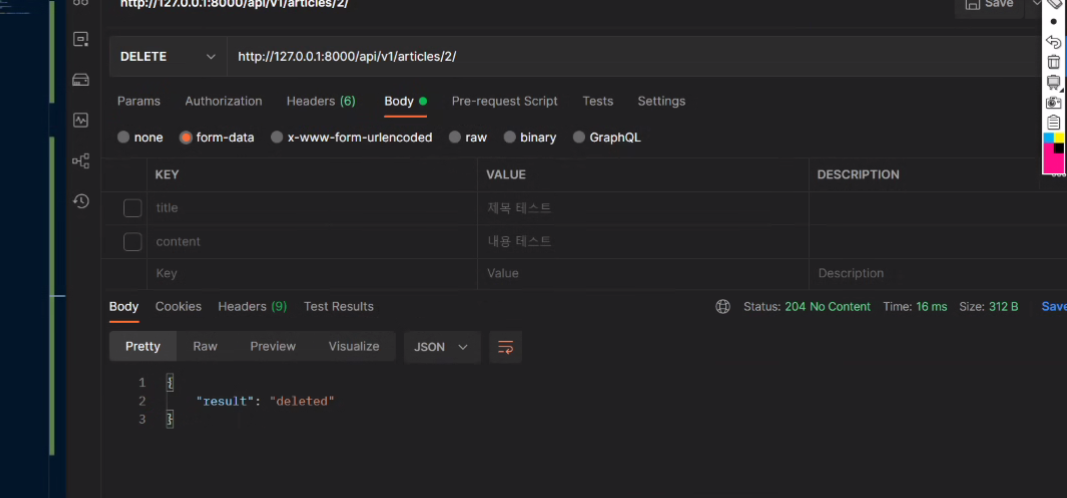 http://127.0.0.1:8000/api/v1/articles/2/
Save
DELETE
http://127.0.0.1:8000/api/v1/articles/2/
Params Authorization Headers (6) Body Pre-request Script Tests Settings
none form-data x-www-form-urlencoded raw binary GraphQL
KEY VALUE DESCRIPTION
title 제목 테스트
content 내용 테스트
Key Value Description
Body Cookies Headers (9) Test Results Status: 204 No Content Time: 16 ms Size: 312 B Save
Pretty Raw Preview Visualize JSON
1 {
2 "result": "deleted"
3 }